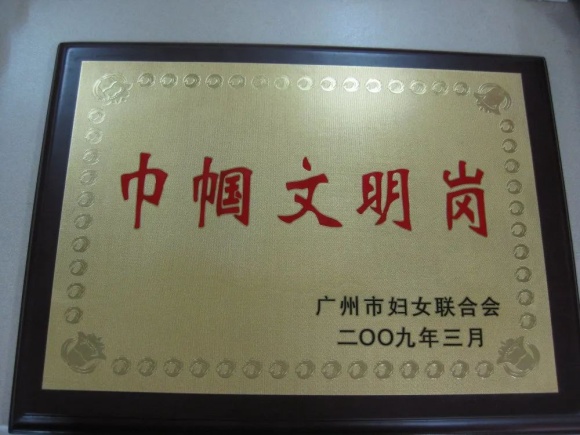 巾帼文明岗
广州市妇女联合会
二〇〇九年三月